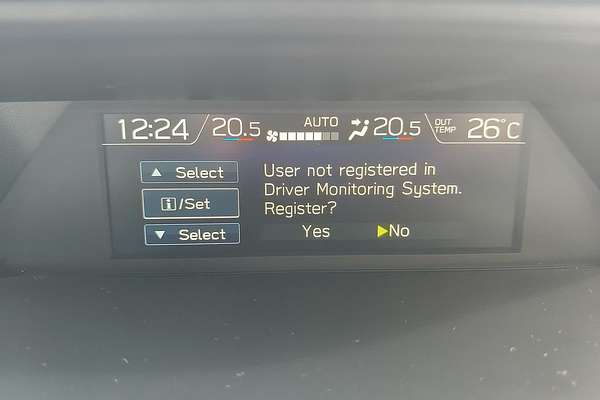 12:24 20.5 AUTO 20.5 OUT TEMP 26°C
▲ Select
i/Set
▼ Select
User not registered in
Driver Monitoring System.
Register?
Yes ▶No